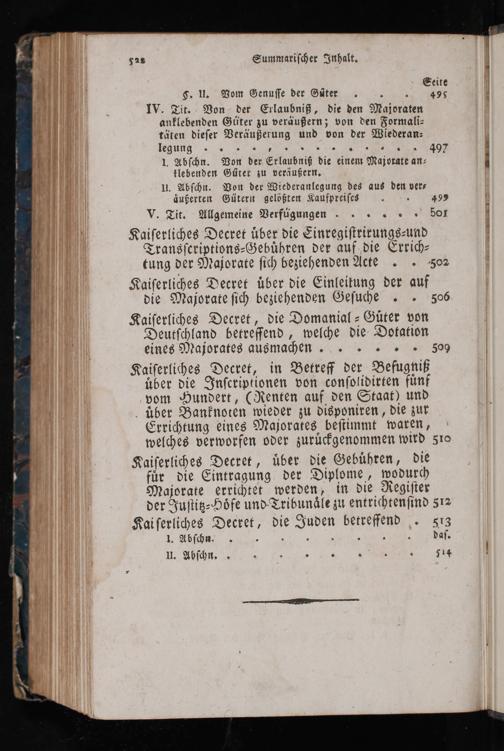 522 Summarischer Inhalt.
Seite
§. II. Vom Genusse der Güter . . . 495
IV. Tit. Von der Erlaubniß, die den Majoraten
anklebenden Güter zu veräußern; von den Formali=
täten dieser Veräußerung und von der Wiederan=
legung . . . . . . . . . . 497
I. Abschn. Von der Erlaubniß die einem Majorate an=
klebenden Güter zu veräußern.
II. Abschn. Von der Wiederanlegung des aus den ver=
äußerten Gütern gelößten Kaufpreises . . 499
V. Tit. Allgemeine Verfügungen . . . . . . 501
Kaiserliches Decret über die Einregistrirungs=und
Transscriptions=Gebühren der auf die Errich=
tung der Majorate sich beziehenden Acte . . 502
Kaiserliches Decret über die Einleitung der auf
die Majorate sich beziehenden Gesuche . . 506
Kaiserliches Decret, die Domanial=Güter von
Deutschland betreffend, welche die Dotation
eines Majorates ausmachen . . . . . . 509
Kaiserliches Decret, in Betreff der Befugniß
über die Inscriptionen von consolidirten fünf
vom Hundert, (Renten auf den Staat) und
über Banknoten wieder zu disponiren, die zur
Errichtung eines Majorates bestimmt waren,
welches verworfen oder zurückgenommen wird 510
Kaiserliches Decret, über die Gebühren, die
für die Eintragung der Diplome, wodurch
Majorate errichtet werden, in die Register
der Justitz=Höfe und Tribunäle zu entrichten sind 512
Kaiserliches Decret, die Juden betreffend . 513
I. Abschn. . . . . . . . . . das.
II. Abschn. . . . . . . . . . 514